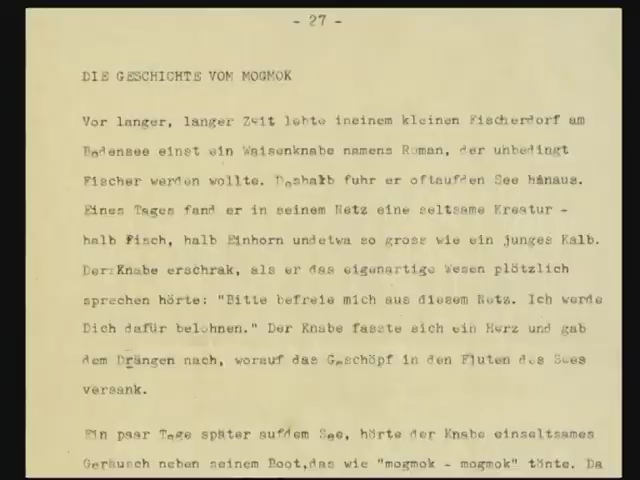 - 27 -
DIE GESCHICHTE VOM MOGMOK
Vor langer, langer Zeit lebte ineinem kleinen Fischerdorf am
Bodensee einst ein Waisenknabe namens Roman, der unbedingt
Fischer werden wollte. Deshalb fuhr er oftaufden See hänaus.
Eines Tages fand er in seinem Netz eine seltsame Kreatur -
halb Fisch, halb Einhorn undetwa so gross wie ein junges Kalb.
Der Knabe erschrak, als er das eigenartige Wesen plötzlich
sprechen hörte: "Bitte befreie mich aus diesem Netz. Ich werde
Dich dafür belohnen." Der Knabe fasste sich ein Herz und gab
dem Drängen nach, worauf das Geschöpf in den Fluten des Sees
versank.
Ein paar Tage später aufdem See, hörte der Knabe einseltsames
Geräusch neben seinem Boot,das wie "mogmok - mogmok" tönte. Da